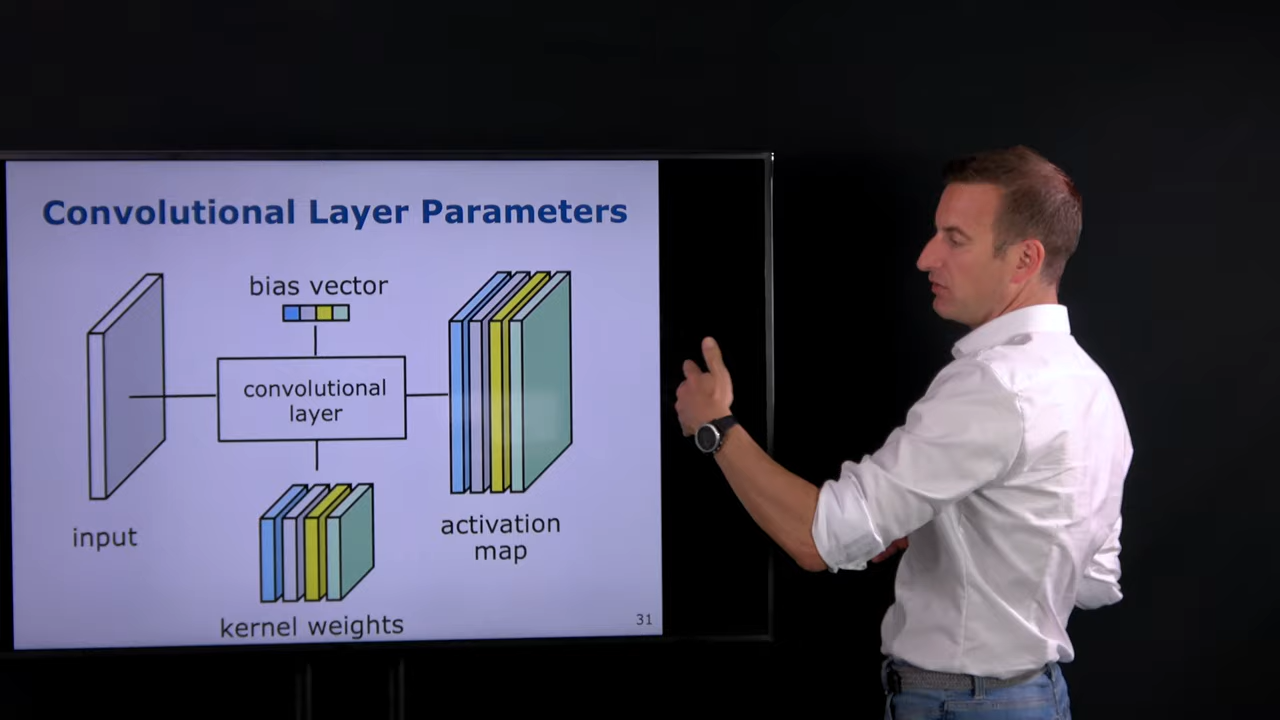 Convolutional Layer Parameters
bias vector
convolutional
layer
input
activation
map
kernel weights
31